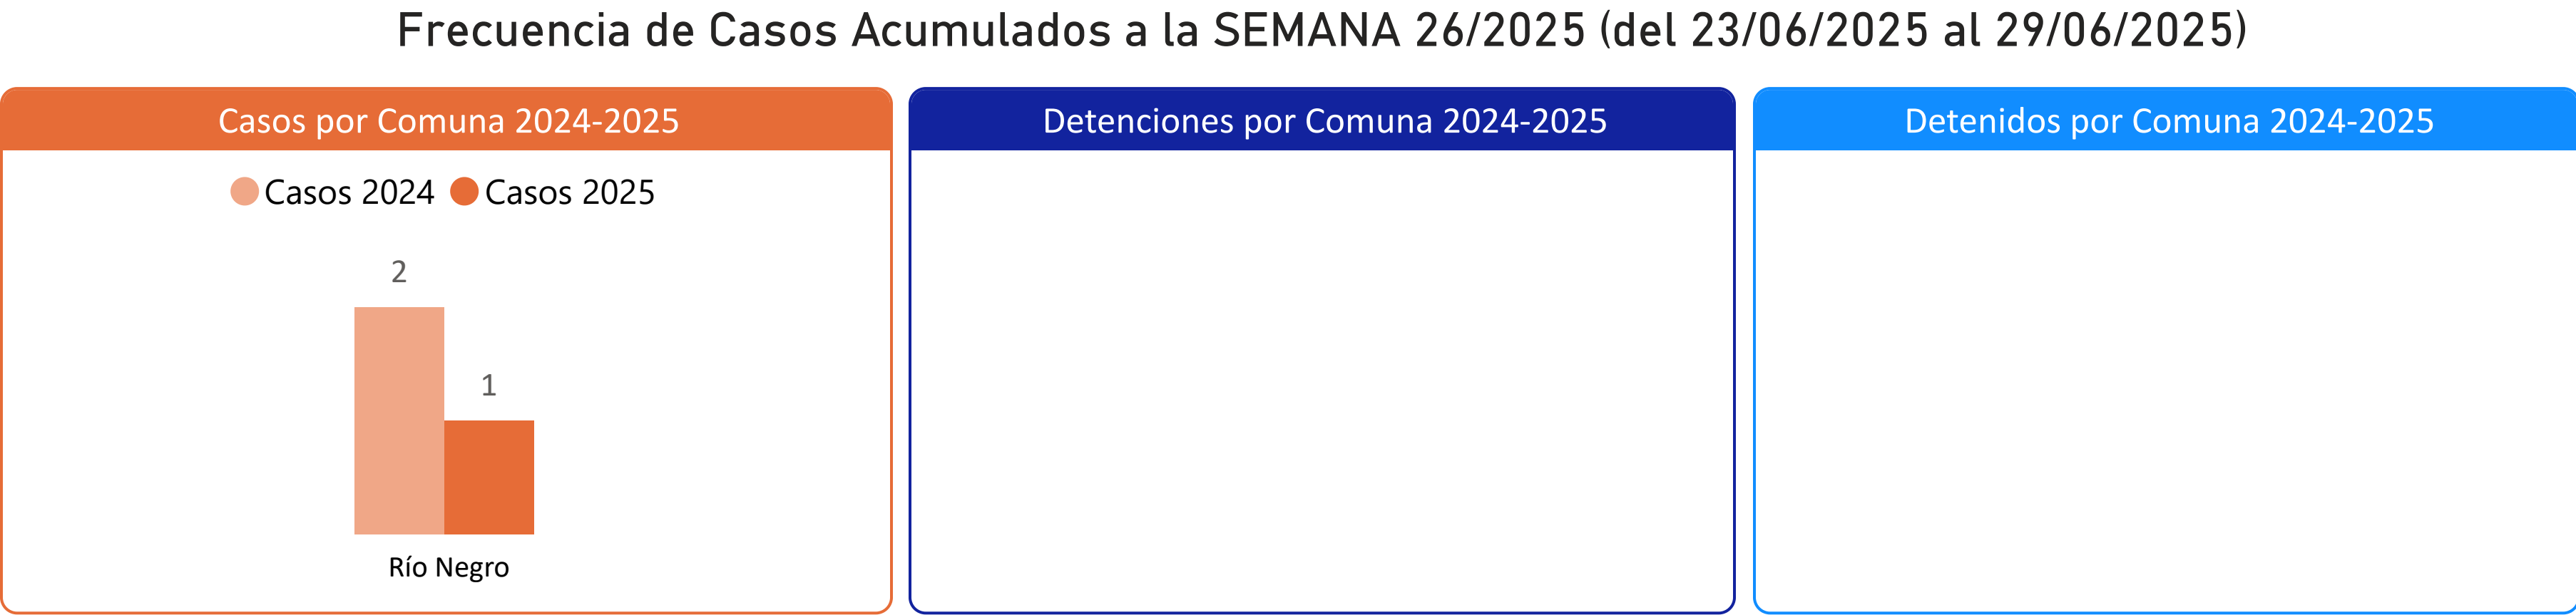 Frecuencia de Casos Acumulados a la SEMANA 26/2025 (del 23/06/2025 al 29/06/2025)
Casos por Comuna 2024-2025
Casos 2024 Casos 2025
2
1
Río Negro
Detenciones por Comuna 2024-2025
Detenidos por Comuna 2024-2025